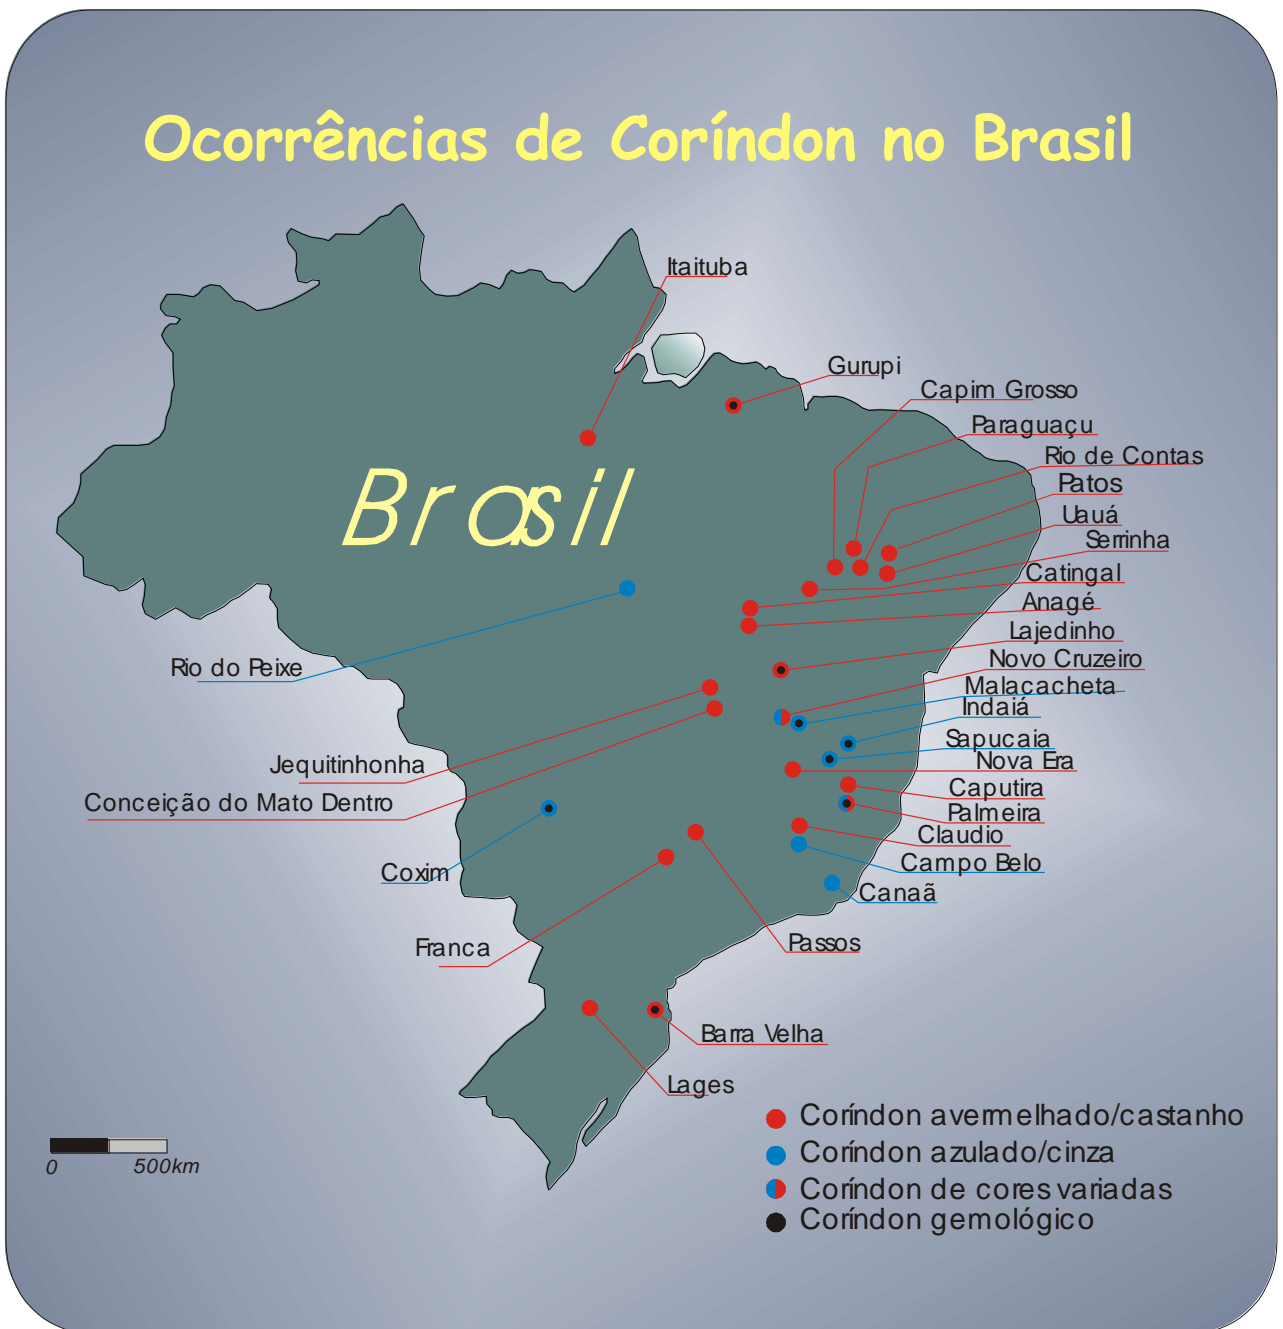 Ocorrências de Coríndon no Brasil
Itaituba
Gurupi
Capim Grosso
Paraguaçu
Rio de Contas
Patos
Uauá
Serrinha
Catingal
Anagé
Lajedinho
Novo Cruzeiro
Malacacheta
Indaiá
Sapucaia
Nova Era
Caputira
Palmeira
Claudio
Campo Belo
Canaã
Passos
Brasil
Rio do Peixe
Jequitinhonha
Conceição do Mato Dentro
Coxim
Franca
Barra Velha
Lages
Coríndon avermelhado/castanho
Coríndon azulado/cinza
Coríndon de cores variadas
Coríndon gemológico
0 500km